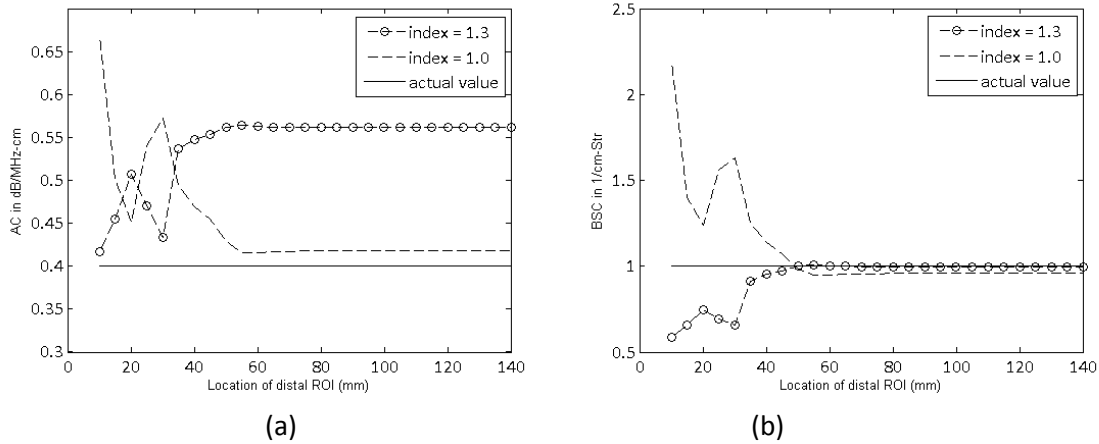 AC in dB/MHz-cm
0.65
0.6
0.55
0.5
0.45
0.4
0.35
0.3
index = 1.3
index = 1.0
actual value
0 20 40 60 80 100 120 140
Location of distal ROI (mm)
(a)
BSC in 1/cm-Str
2.5
2
1.5
1
0.5
index = 1.3
index = 1.0
actual value
0 20 40 60 80 100 120 140
Location of distal ROI (mm)
(b)